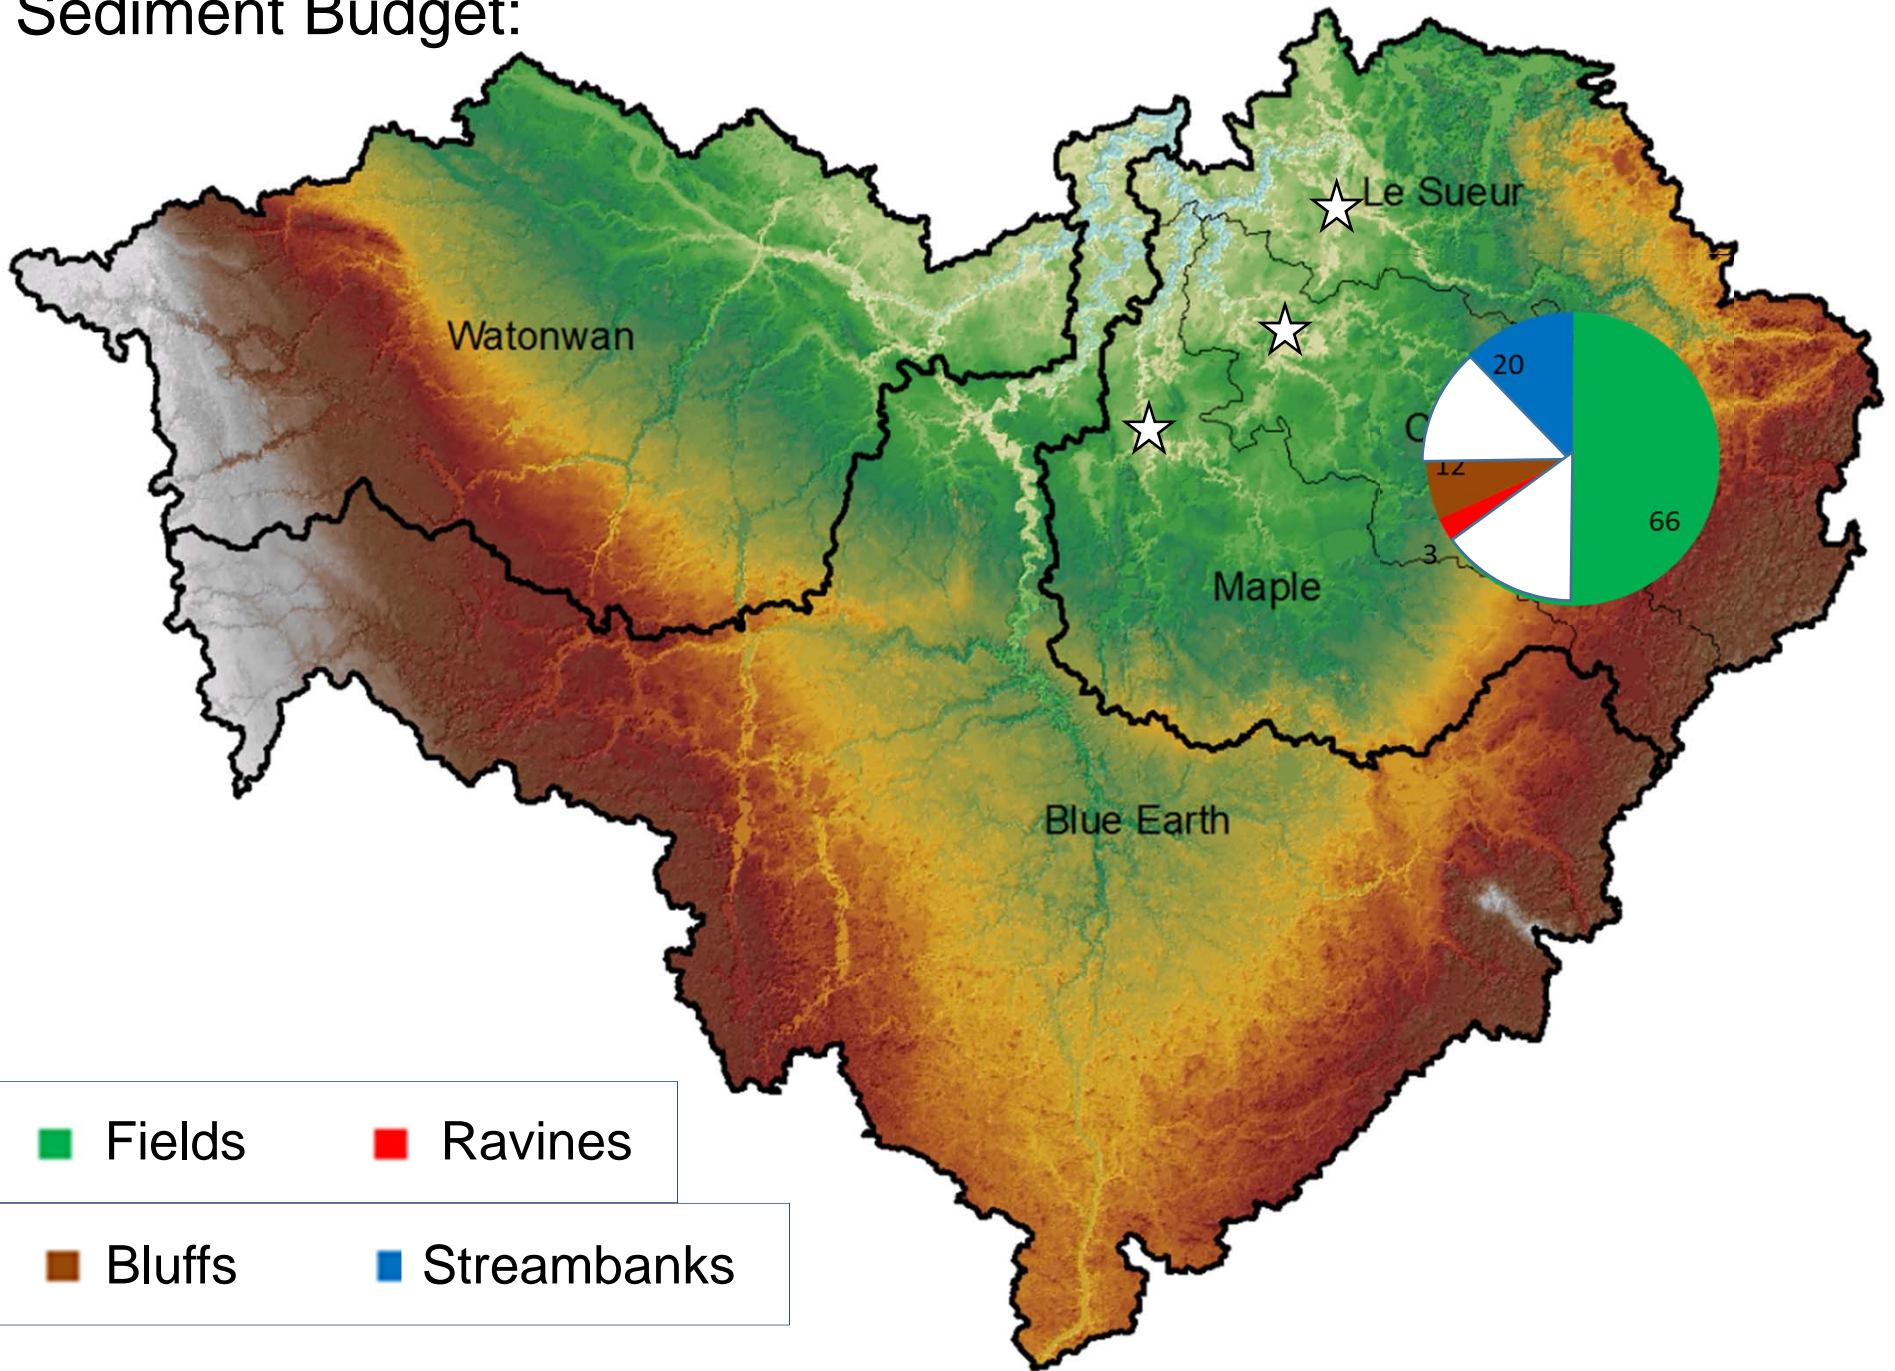 Sediment Budget:
Le Sueur
Watonwan
20
C
12
66
3
Maple
Blue Earth
Fields
Ravines
Bluffs
Streambanks